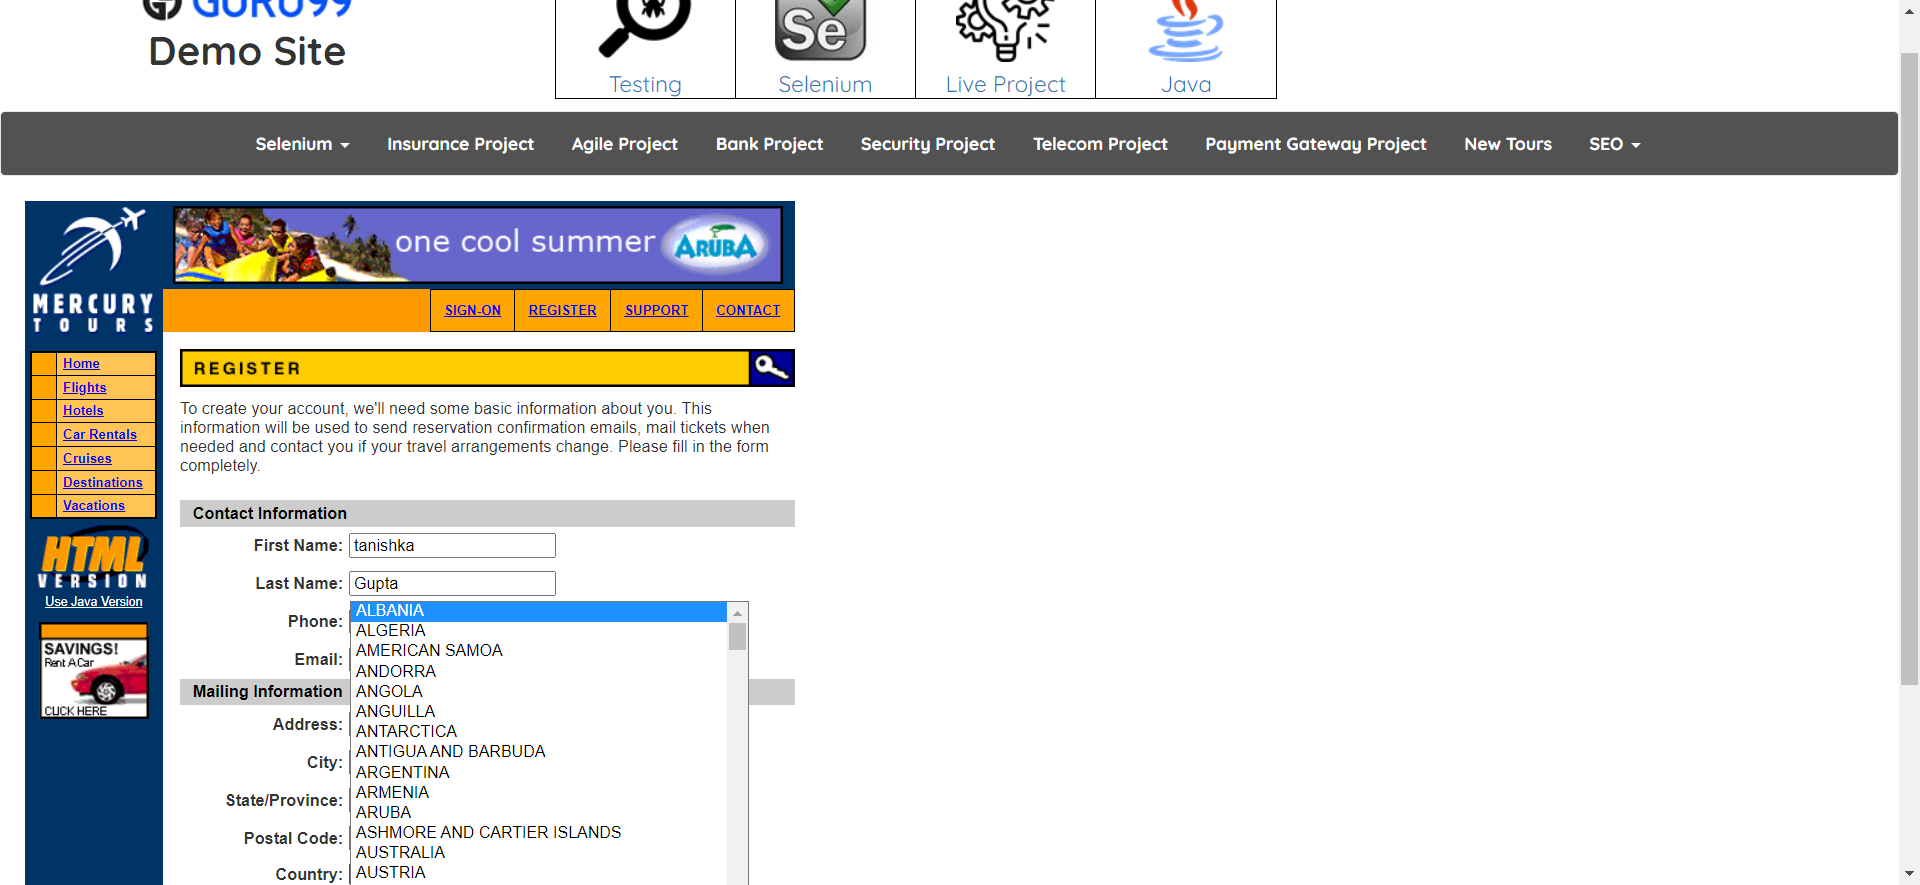 GURU99
Demo Site
Se
Testing
Selenium
Live Project
Java
Selenium
Insurance Project
Agile Project
Bank Project
Security Project
Telecom Project
Payment Gateway Project
New Tours
SEO
MERCURY
TOURS
one cool summer
ARUBA
SIGN-ON
REGISTER
SUPPORT
CONTACT
Home
Flights
Hotels
Car Rentals
Cruises
Destinations
Vacations
HTML
VERSION
Use Java Version
SAVINGS!
Rent A Car
CLICK HERE
REGISTER
To create your account, we'll need some basic information about you. This
information will be used to send reservation confirmation emails, mail tickets when
needed and contact you if your travel arrangements change. Please fill in the form
completely.
Contact Information
First Name: tanishka
Last Name: Gupta
Phone:
Email:
Mailing Information
Address:
City:
State/Province:
Postal Code:
Country:
ALBANIA
ALGERIA
AMERICAN SAMOA
ANDORRA
ANGOLA
ANGUILLA
ANTARCTICA
ANTIGUA AND BARBUDA
ARGENTINA
ARMENIA
ARUBA
ASHMORE AND CARTIER ISLANDS
AUSTRALIA
AUSTRIA